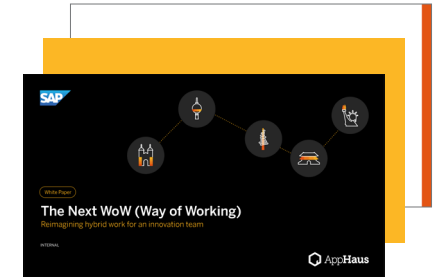 SAP
White Paper
The Next WoW (Way of Working)
Reimagining hybrid work for an innovation team
INTERNAL
AppHaus